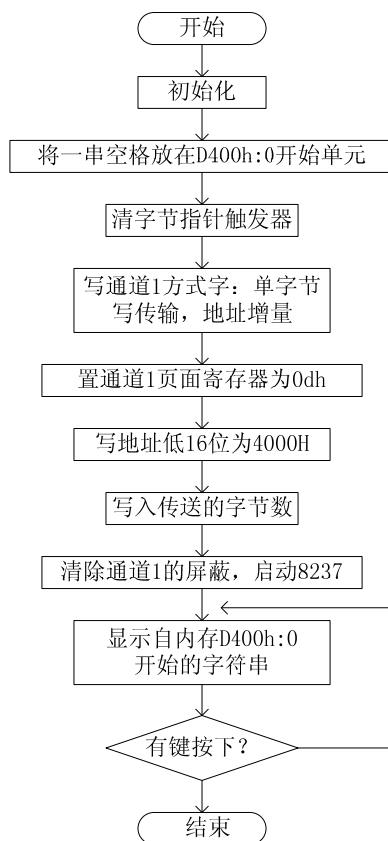 开始
初始化
将一串空格放在D400h:0开始单元
清字节指针触发器
写通道1方式字：单字节
写传输，地址增量
置通道1页面寄存器为0dh
写地址低16位为4000H
写入传送的字节数
清除通道1的屏蔽，启动8237
显示自内存D400h:0
开始的字符串
有键按下？
结束